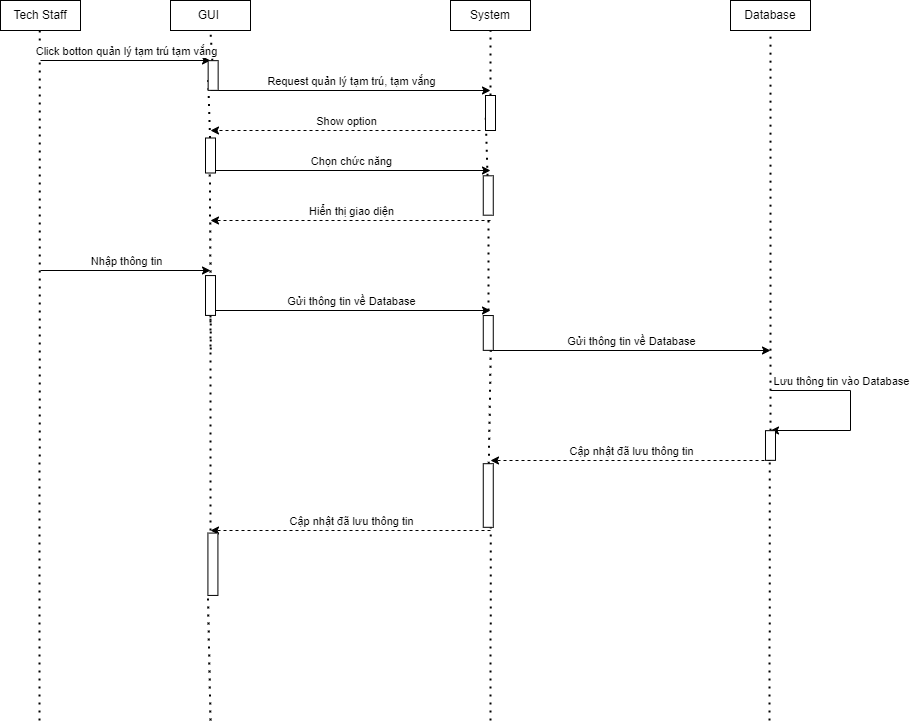 Tech Staff
GUI
System
Database
Click botton quản lý tạm trú tạm vắng
Request quản lý tạm trú, tạm vắng
Show option
Chọn chức năng
Hiển thị giao diện
Nhập thông tin
Gửi thông tin về Database
Gửi thông tin về Database
Lưu thông tin vào Database
Cập nhật đã lưu thông tin
Cập nhật đã lưu thông tin